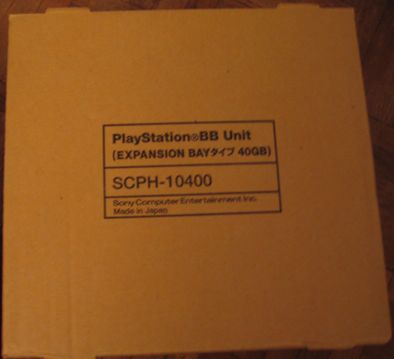 PlayStation®BB Unit
(EXPANSION BAYタイプ 40GB)
SCPH-10400
Sony Computer Entertainment Inc.
Made in Japan